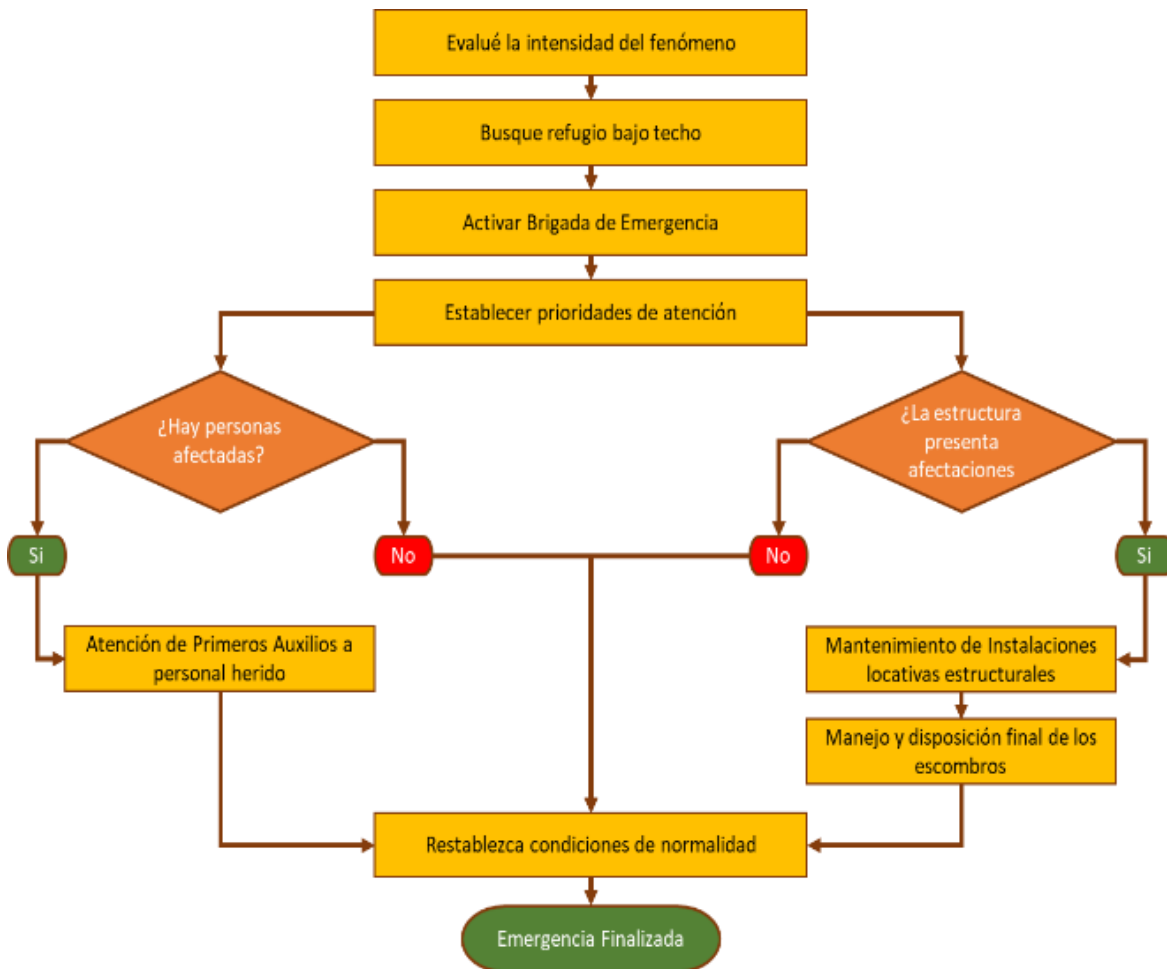 Evalué la intensidad del fenómeno
Busque refugio bajo techo
Activar Brigada de Emergencia
Establecer prioridades de atención
¿Hay personas
afectadas?
¿La estructura
presenta
afectaciones
Si
No
No
Si
Atención de Primeros Auxilios a
personal herido
Mantenimiento de Instalaciones
locativas estructurales
Manejo y disposición final de los
escombros
Restablezca condiciones de normalidad
Emergencia Finalizada